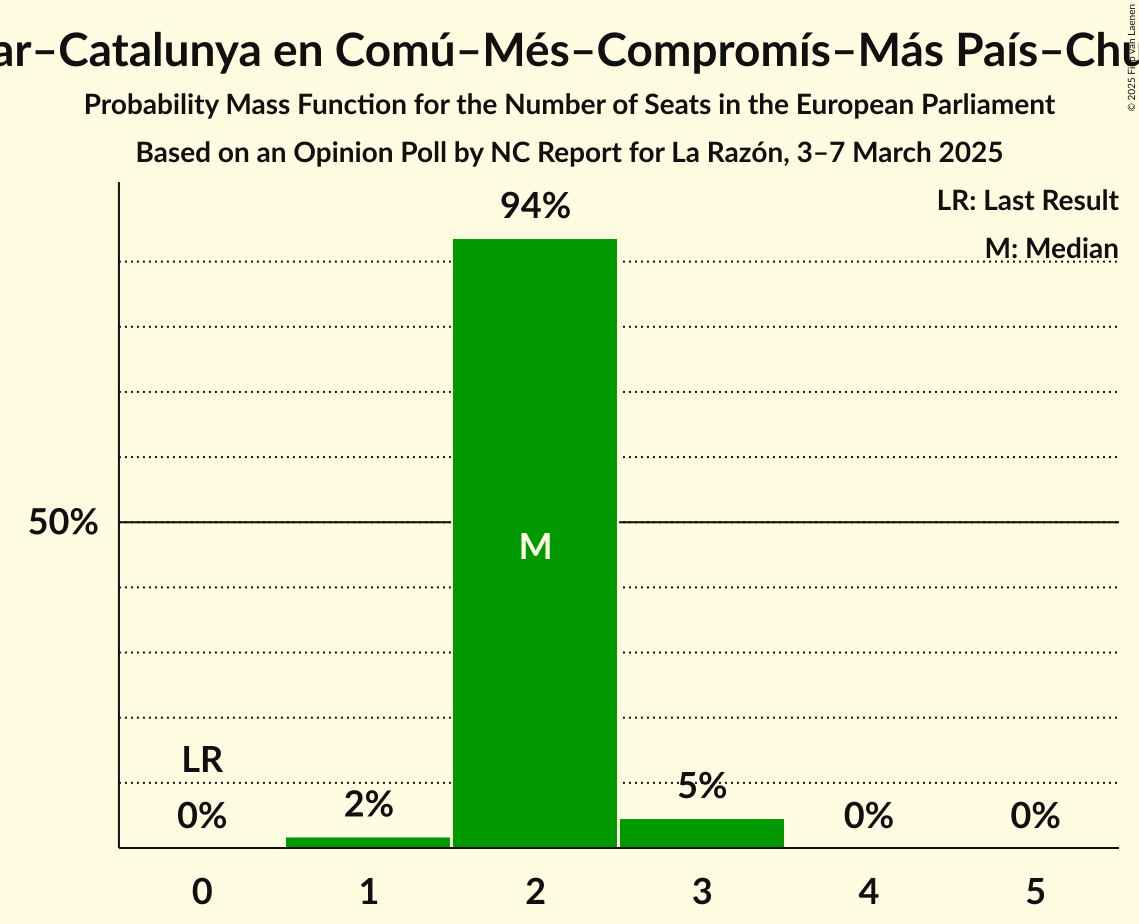 ar–Catalunya en Comú–Més–Compromís–Más País–Chu
© 2025 Filip van Laenen
Probability Mass Function for the Number of Seats in the European Parliament
Based on an Opinion Poll by NC Report for La Razón, 3–7 March 2025
LR: Last Result
M: Median
94%
50%
M
LR
0%
2%
5%
0%
0%
0
1
2
3
4
5